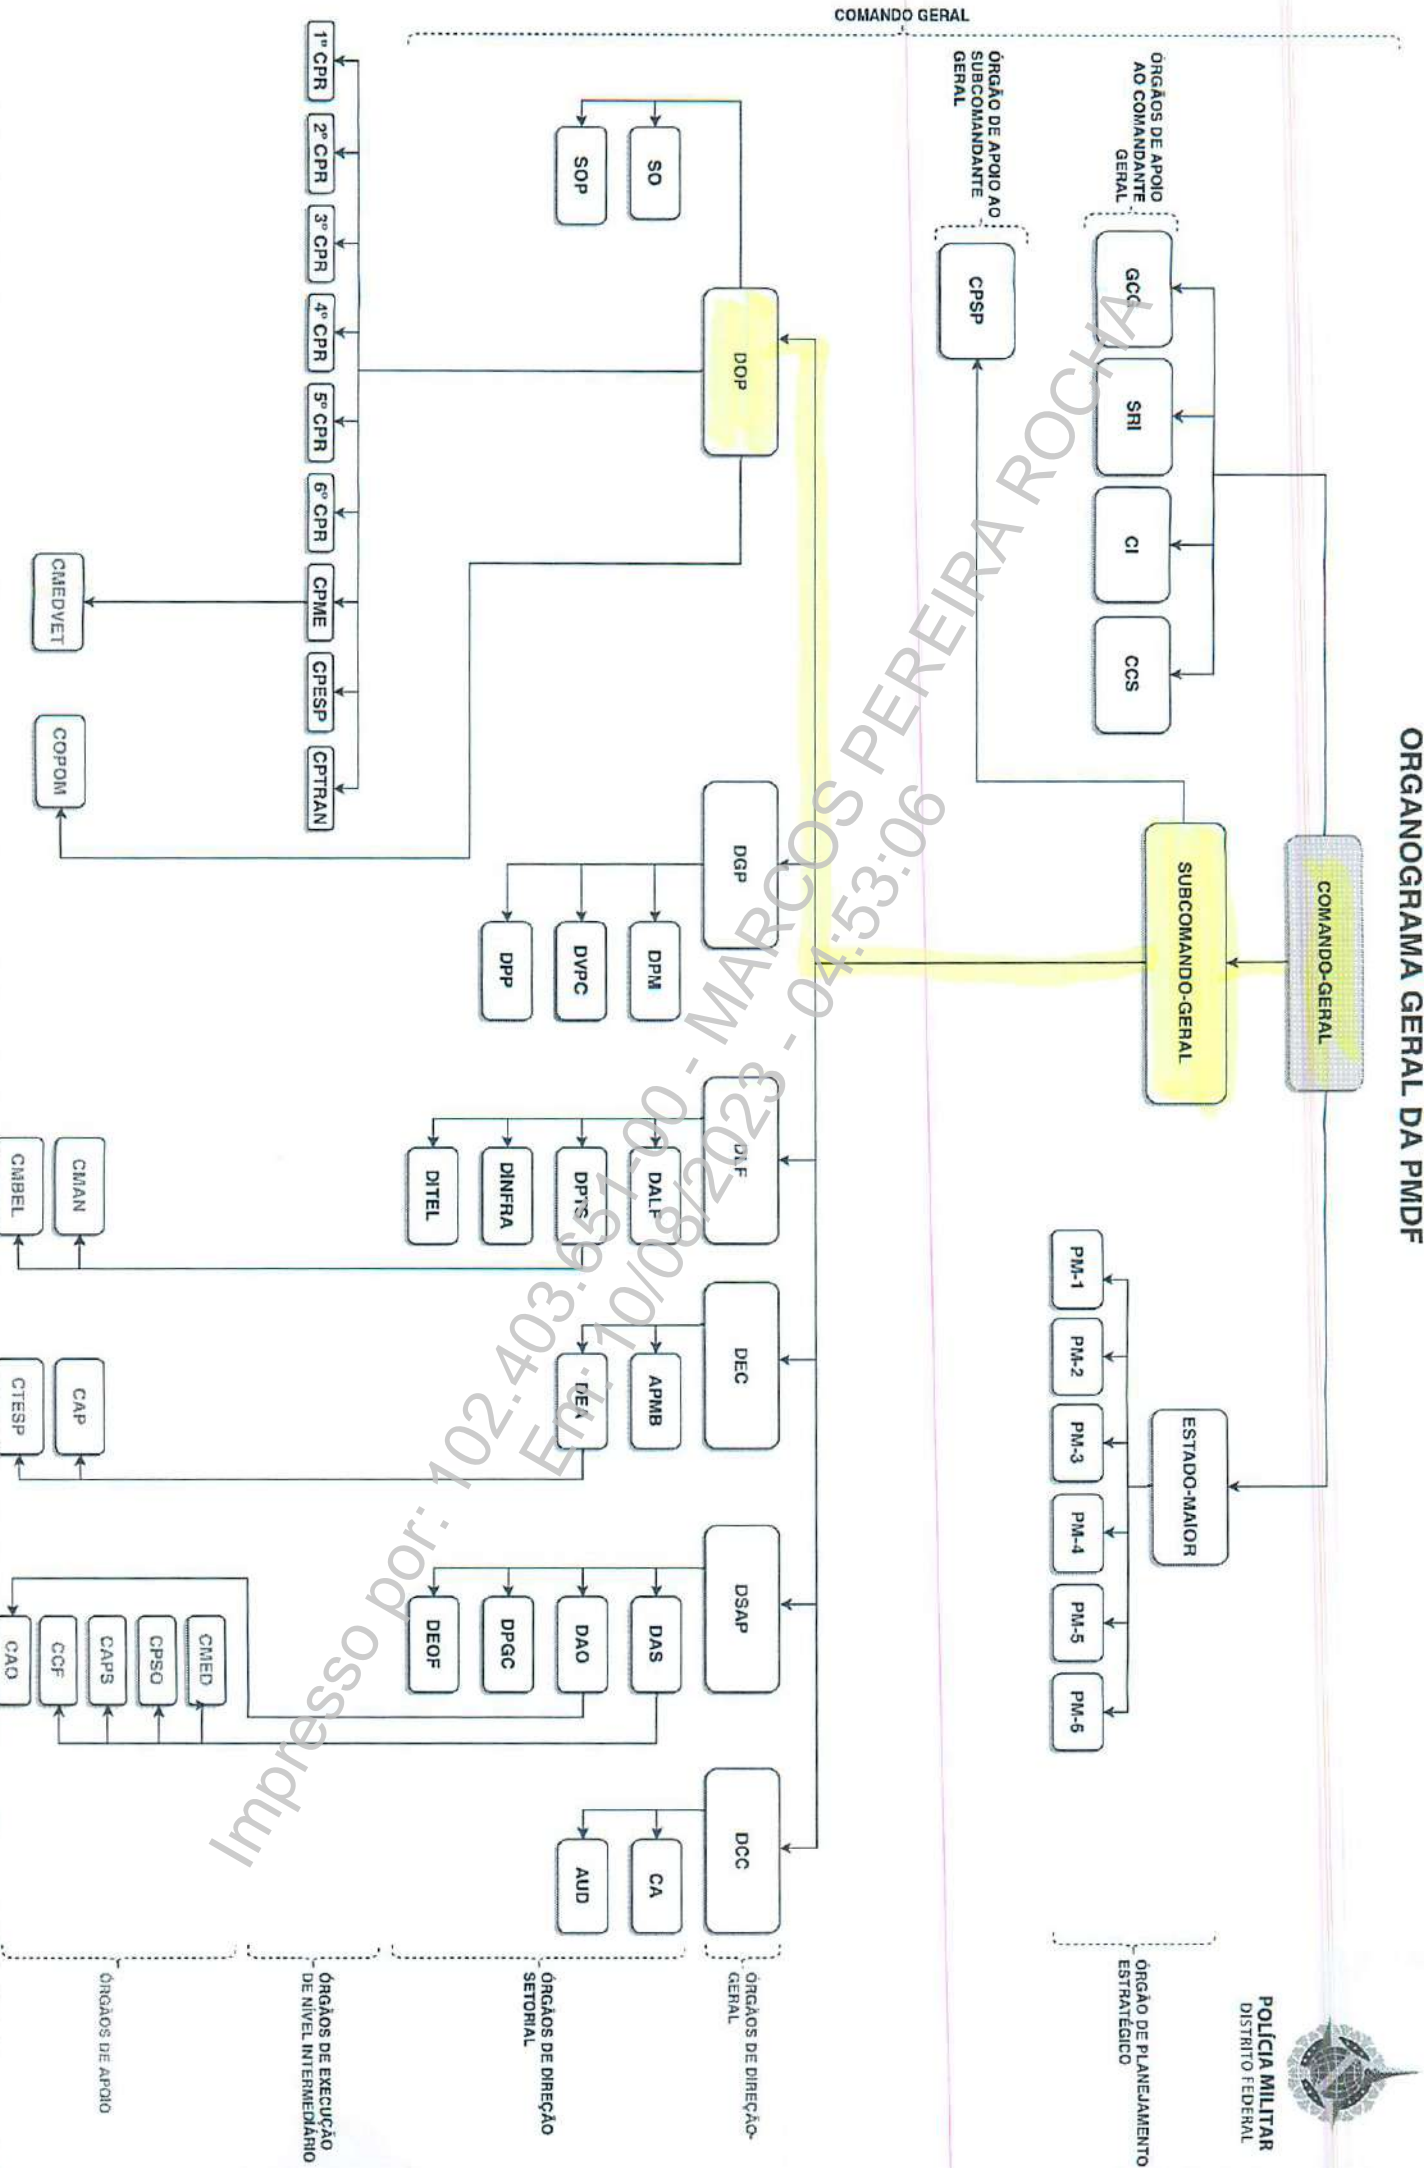 ORGANOGRAMA GERAL DA PMDF
POLÍCIA MILITAR
DISTRITO FEDERAL
COMANDO GERAL
COMANDO-GERAL
SUBCOMANDO-GERAL
ESTADO-MAIOR
ÓRGÃOS DE APOIO
AO COMANDANTE
GERAL
GCG
SRI
CI
CCS
PM-1
PM-2
PM-3
PM-4
PM-5
PM-6
ÓRGÃO DE PLANEJAMENTO
ESTRATÉGICO
ÓRGÃO DE APOIO AO
SUBCOMANDANTE
GERAL
CPSP
DOP
DGP
DLF
DEC
DSAP
DCC
ÓRGÃOS DE DIREÇÃO-
GERAL
SO
SOP
DPM
DVPC
DPP
DALF
DPTS
DINFRA
DITEL
APMB
DEA
DAS
DAO
DPGC
DEOF
CA
AUD
ÓRGÃOS DE DIREÇÃO
SETORIAL
1º CPR
2º CPR
3º CPR
4º CPR
5º CPR
6º CPR
CPME
CPESP
CPTRAN
ÓRGÃOS DE EXECUÇÃO
DE NÍVEL INTERMEDIÁRIO
CMEDVET
COPOM
CMAN
CMBEL
CAP
CTESP
CMED
CPSO
CAPS
CCF
CAO
ÓRGÃOS DE APOIO
Impresso por: 102.403.651-00 - MARCOS PEREIRA ROCHA
Em: 10/08/2023 - 04:53:06